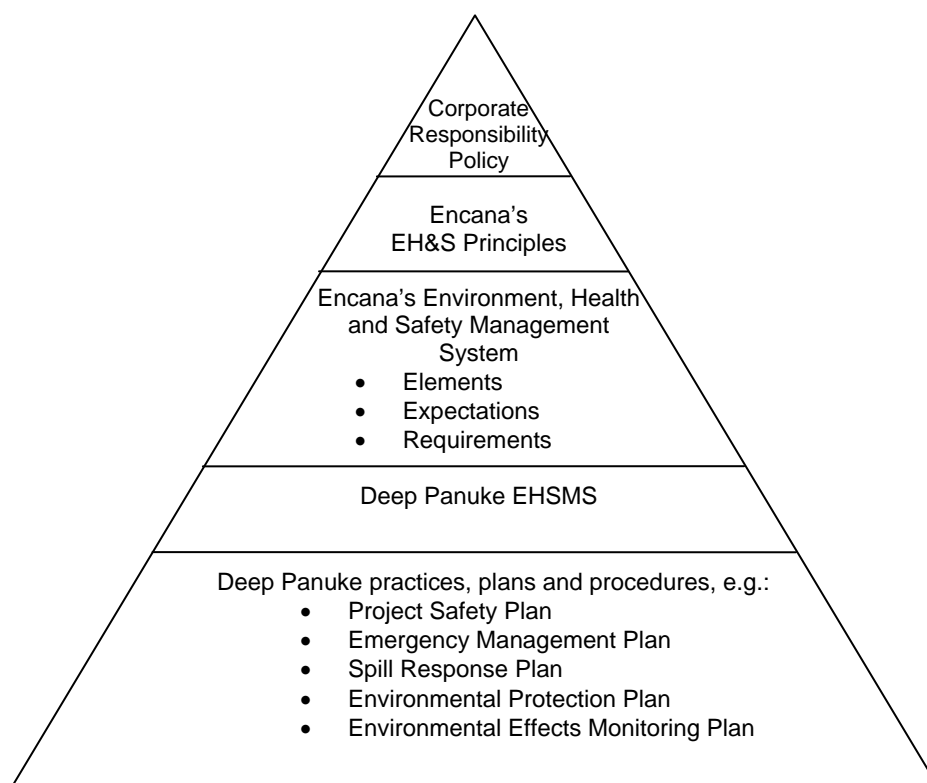 Corporate
Responsibility
Policy
Encana’s
EH&S Principles
Encana’s Environment, Health
and Safety Management
System
• Elements
• Expectations
• Requirements
Deep Panuke EHSMS
Deep Panuke practices, plans and procedures, e.g.:
• Project Safety Plan
• Emergency Management Plan
• Spill Response Plan
• Environmental Protection Plan
• Environmental Effects Monitoring Plan